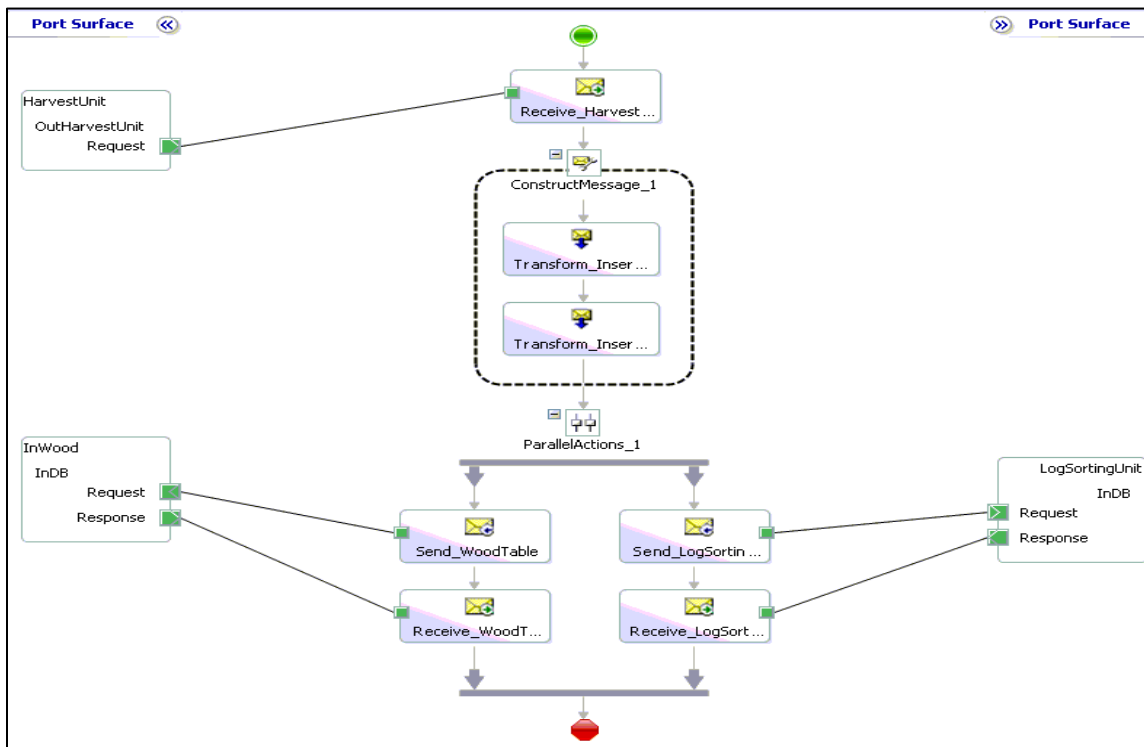 Port Surface
Port Surface
HarvestUnit
OutHarvestUnit
Request
Receive_Harvest ...
ConstructMessage_1
Transform_Inser ...
Transform_Inser ...
ParallelActions_1
InWood
InDB
Request
Response
LogSortingUnit
InDB
Request
Response
Send_WoodTable
Send_LogSortin ...
Receive_WoodT...
Receive_LogSort ...